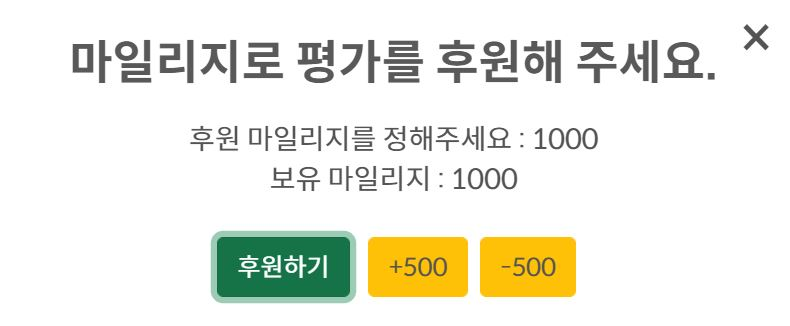 마일리지로 평가를 후원해 주세요.
×
후원 마일리지를 정해주세요 : 1000
보유 마일리지 : 1000
후원하기 +500 -500